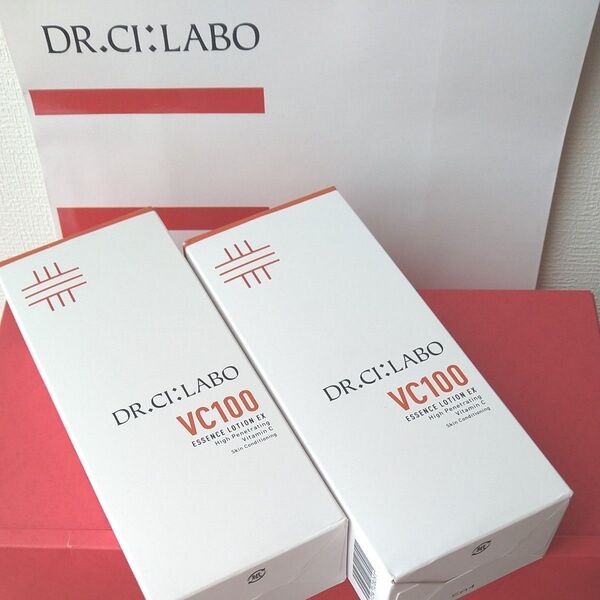 DR.CI:LABO
DR.CI:LABO
VC100
ESSENCE LOTION EX
High Penetrating
Vitamin C
Skin Conditioning
DR.CI:LABO
VC100
ESSENCE LOTION EX
High Penetrating
Vitamin C
Skin Conditioning